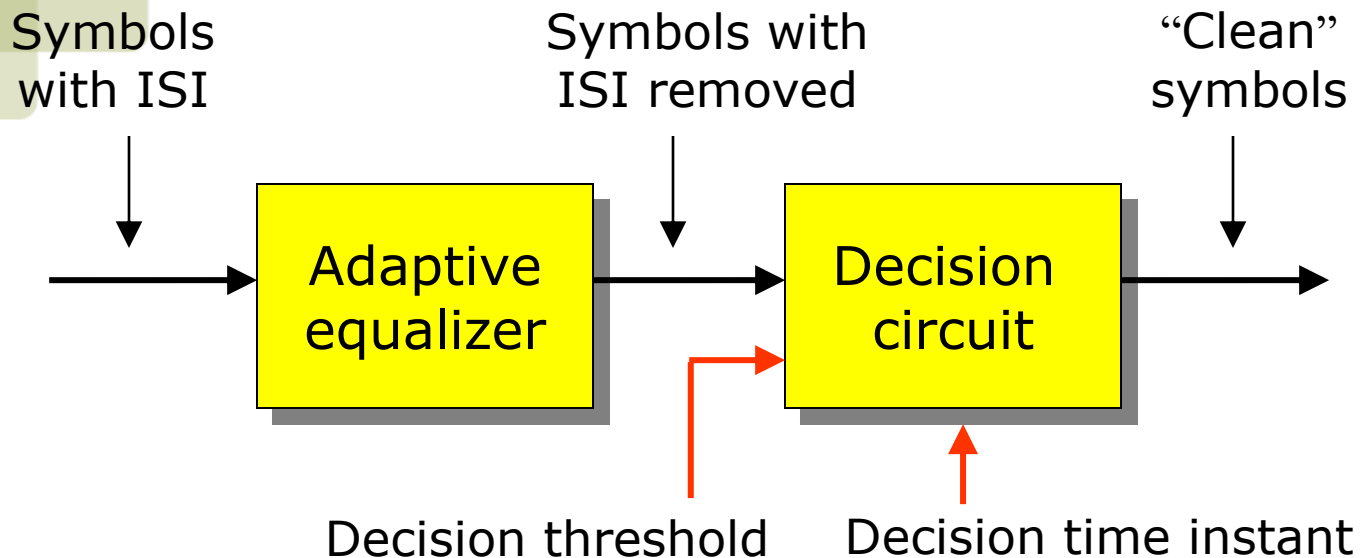 Symbols
with ISI
Symbols with
ISI removed
“Clean”
symbols
Adaptive
equalizer
Decision
circuit
Decision threshold
Decision time instant